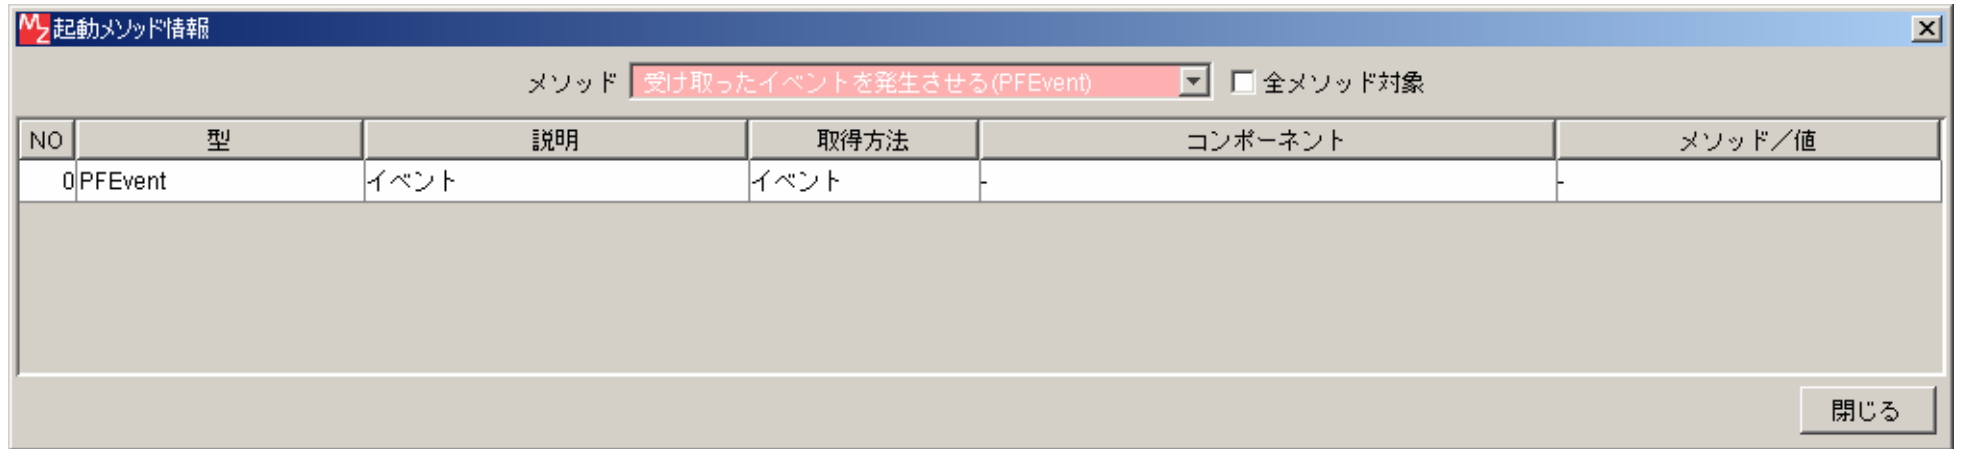 MZ 起動メソッド情報
メソッド 受け取ったイベントを発生させる(PFEvent) 全メソッド対象
NO 型 説明 取得方法 コンポーネント メソッド／値
0 PFEvent イベント イベント - -
閉じる